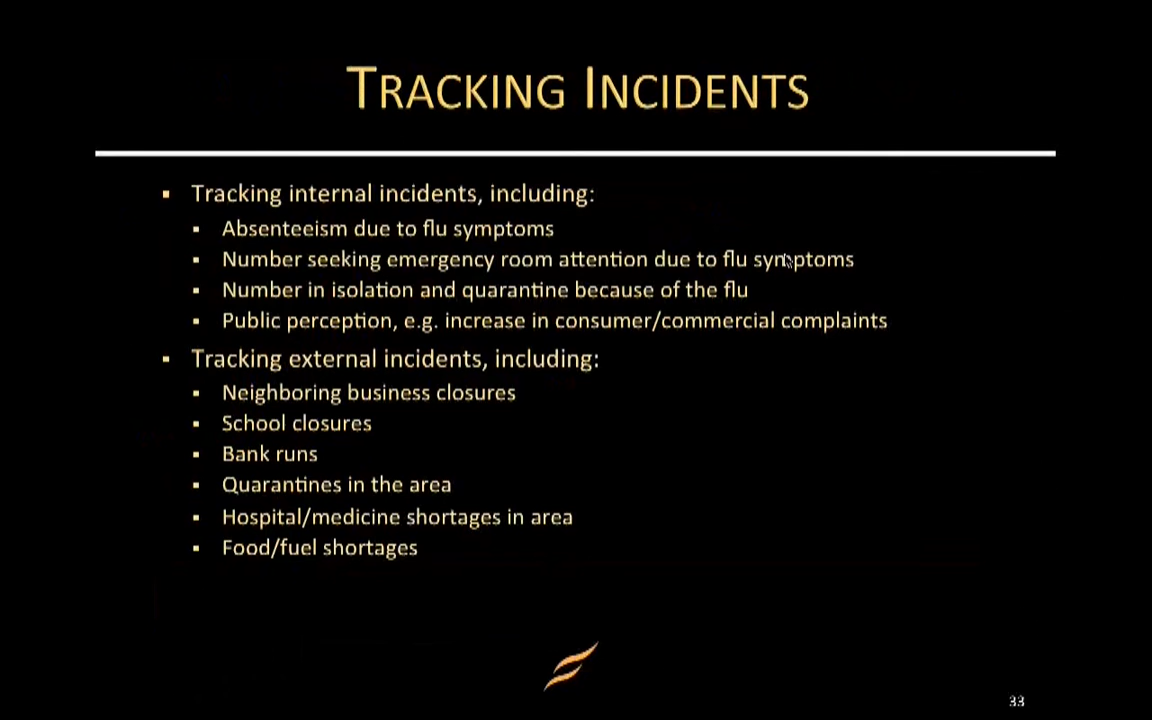 TRACKING INCIDENTS
▪ Tracking internal incidents, including:
▪ Absenteeism due to flu symptoms
▪ Number seeking emergency room attention due to flu symptoms
▪ Number in isolation and quarantine because of the flu
▪ Public perception, e.g. increase in consumer/commercial complaints
▪ Tracking external incidents, including:
▪ Neighboring business closures
▪ School closures
▪ Bank runs
▪ Quarantines in the area
▪ Hospital/medicine shortages in area
▪ Food/fuel shortages
33